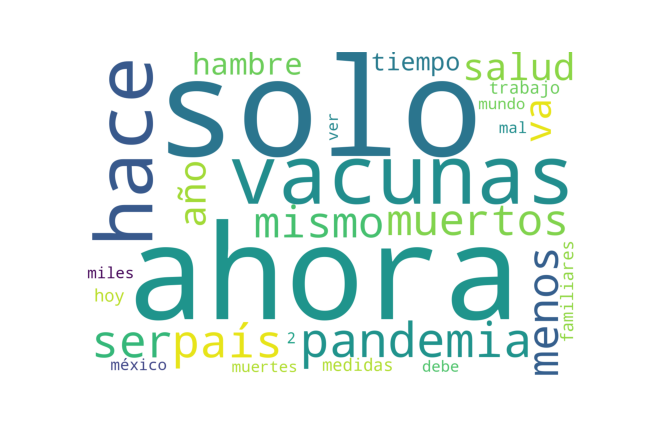 hambre
tiempo
salud
solo
trabajo
mundo
va
ver
mal
hace
vacunas
año
mismo
muertos
ahora
menos
familiares
miles
hoy
ser
país
2
pandemia
méxico
muertes
medidas
debe